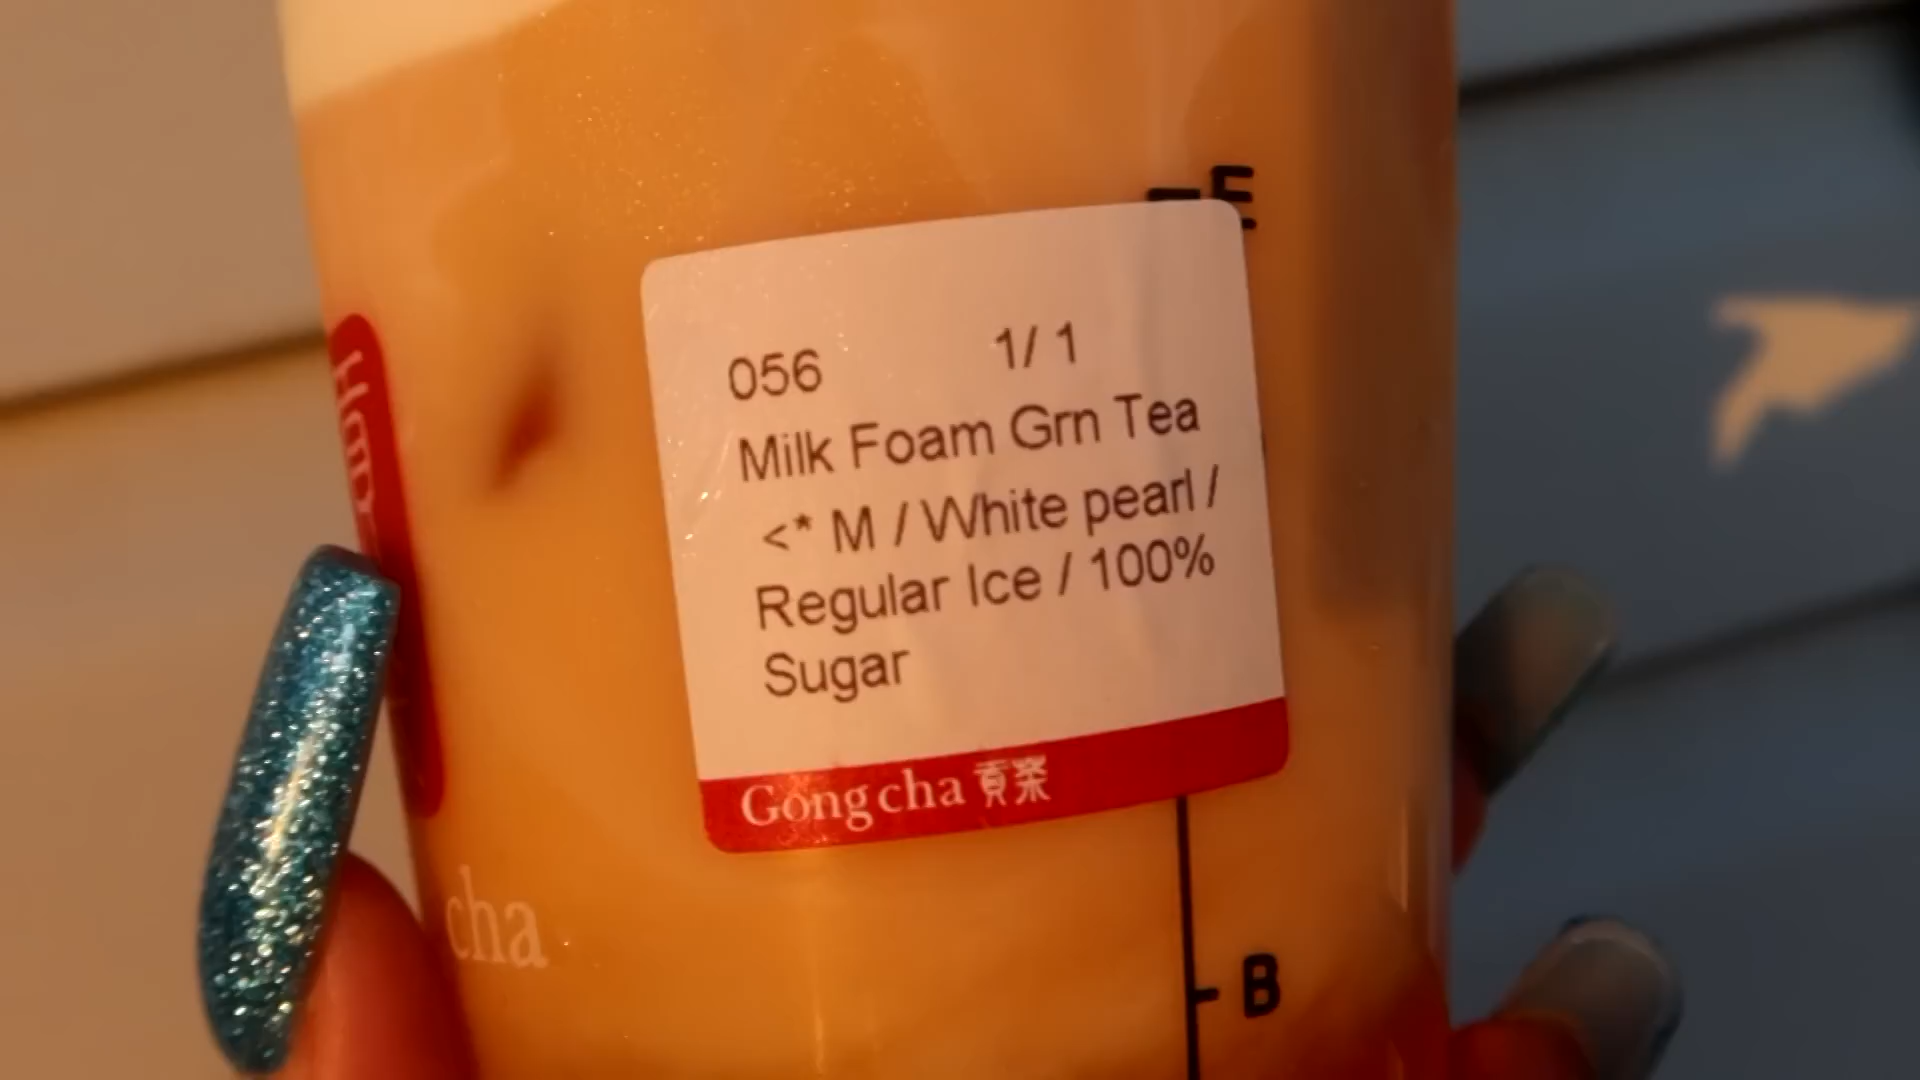 E
056 1/ 1
Milk Foam Grn Tea
<* M / White pearl /
Regular Ice / 100%
Sugar
Gong cha 貢茶
cha
B